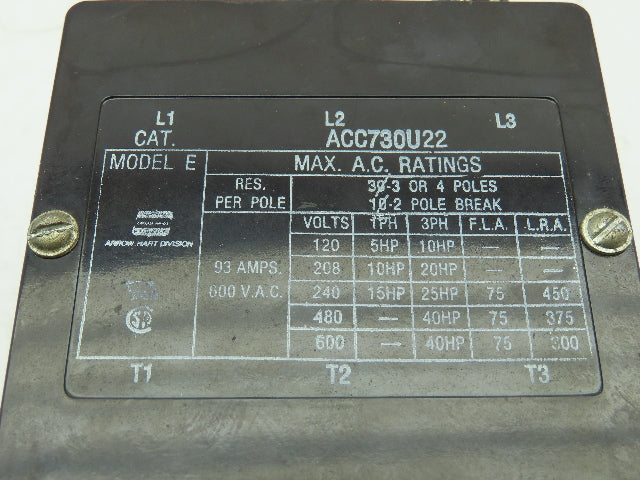 L1 L2 L3
CAT. ACC730U22
MODEL E MAX. A.C. RATINGS
RES. PER POLE
3Ø-3 OR 4 POLES
1Ø-2 POLE BREAK
VOLTS 1PH 3PH F.L.A. L.R.A.
120 5HP 10HP — —
ARROW HART DIVISION
93 AMPS. 208 10HP 20HP — —
600 V.A.C. 240 15HP 25HP 75 450
480 — 40HP 75 375
600 — 40HP 75 300
T1 T2 T3